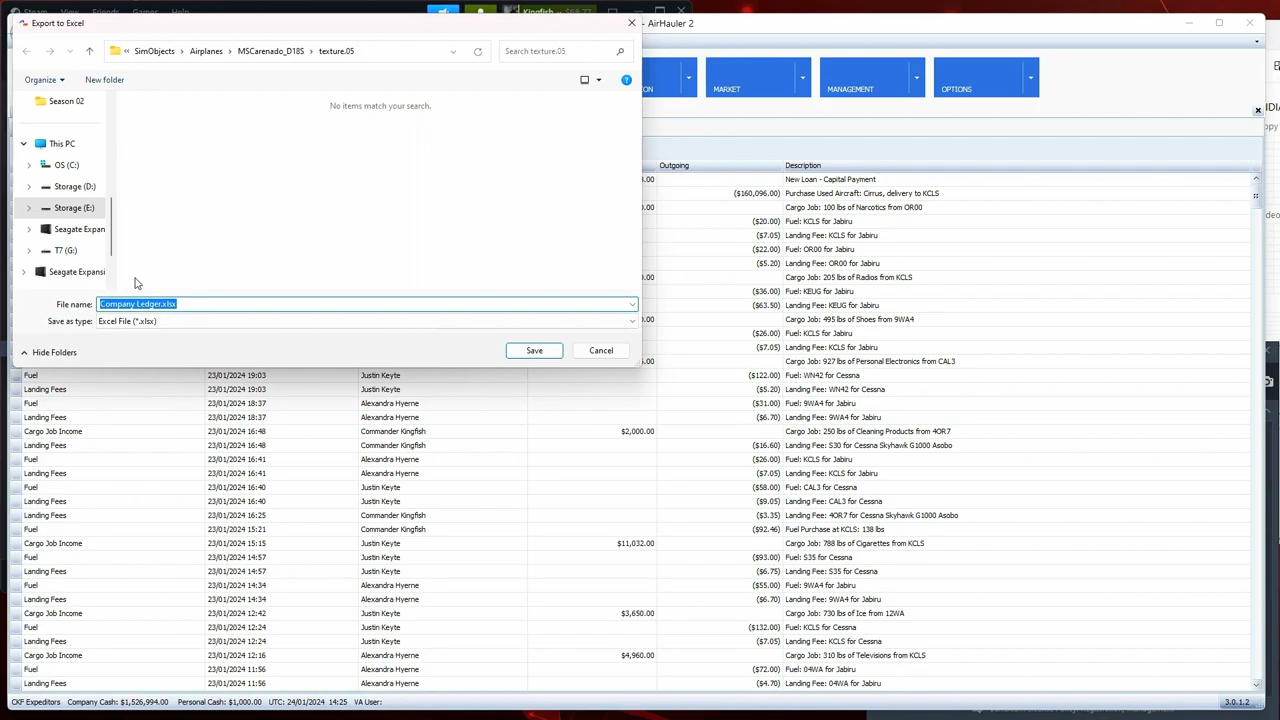 Steam View Friends Games Help
Kingfish $68.77
Export to Excel
AirHauler 2
« SimObjects > Airplanes > MSCarenado_D18S > texture.05
Search texture.05
Organize New folder
MARKET MANAGEMENT OPTIONS
Season 02
No items match your search.
This PC
OS (C:)
Storage (D:)
Storage (E:)
Seagate Expan
T7 (G:)
Seagate Expansi
File name: Company Ledger.xlsx
Save as type: Excel File (*.xlsx)
Hide Folders Save Cancel
Outgoing Description
New Loan - Capital Payment
($160,096.00) Purchase Used Aircraft: Cirrus, delivery to KCLS
Cargo Job: 100 lbs of Narcotics from OR00
($20.00) Fuel: KCLS for Jabiru
($7.05) Landing Fee: KCLS for Jabiru
($22.00) Fuel: OR00 for Jabiru
($5.20) Landing Fee: OR00 for Jabiru
Cargo Job: 205 lbs of Radios from KCLS
($36.00) Fuel: KEUG for Jabiru
($63.50) Landing Fee: KEUG for Jabiru
Cargo Job: 495 lbs of Shoes from 9WA4
($26.00) Fuel: KCLS for Jabiru
($7.05) Landing Fee: KCLS for Jabiru
Cargo Job: 927 lbs of Personal Electronics from CAL3
Fuel 23/01/2024 19:03 Justin Keyte ($122.00) Fuel: WN42 for Cessna
Landing Fees 23/01/2024 19:03 Justin Keyte ($5.20) Landing Fee: WN42 for Cessna
Fuel 23/01/2024 18:37 Alexandra Hyerne ($31.00) Fuel: 9WA4 for Jabiru
Landing Fees 23/01/2024 18:37 Alexandra Hyerne ($6.70) Landing Fee: 9WA4 for Jabiru
Cargo Job Income 23/01/2024 16:48 Commander Kingfish $2,000.00 Cargo Job: 250 lbs of Cleaning Products from 4OR7
Landing Fees 23/01/2024 16:48 Commander Kingfish ($16.60) Landing Fee: S30 for Cessna Skyhawk G1000 Asobo
Fuel 23/01/2024 16:41 Alexandra Hyerne ($26.00) Fuel: KCLS for Jabiru
Landing Fees 23/01/2024 16:41 Alexandra Hyerne ($7.05) Landing Fee: KCLS for Jabiru
Fuel 23/01/2024 16:40 Justin Keyte ($58.00) Fuel: CAL3 for Cessna
Landing Fees 23/01/2024 16:40 Justin Keyte ($9.05) Landing Fee: CAL3 for Cessna
Landing Fees 23/01/2024 16:25 Commander Kingfish ($3.35) Landing Fee: 4OR7 for Cessna Skyhawk G1000 Asobo
Fuel 23/01/2024 15:21 Commander Kingfish ($92.46) Fuel Purchase at KCLS: 138 lbs
Cargo Job Income 23/01/2024 15:15 Justin Keyte $11,032.00 Cargo Job: 788 lbs of Cigarettes from KCLS
Fuel 23/01/2024 14:57 Justin Keyte ($93.00) Fuel: S35 for Cessna
Landing Fees 23/01/2024 14:57 Justin Keyte ($6.75) Landing Fee: S35 for Cessna
Fuel 23/01/2024 14:34 Alexandra Hyerne ($55.00) Fuel: 9WA4 for Jabiru
Landing Fees 23/01/2024 14:34 Alexandra Hyerne ($6.70) Landing Fee: 9WA4 for Jabiru
Cargo Job Income 23/01/2024 12:42 Justin Keyte $3,650.00 Cargo Job: 730 lbs of Ice from 12WA
Fuel 23/01/2024 12:24 Justin Keyte ($132.00) Fuel: KCLS for Cessna
Landing Fees 23/01/2024 12:24 Justin Keyte ($7.05) Landing Fee: KCLS for Cessna
Cargo Job Income 23/01/2024 12:16 Justin Keyte $4,960.00 Cargo Job: 310 lbs of Televisions from KCLS
Fuel 23/01/2024 11:56 Alexandra Hyerne ($72.00) Fuel: 04WA for Jabiru
Landing Fees 23/01/2024 11:56 Alexandra Hyerne ($4.70) Landing Fee: 04WA for Jabiru
CKF Expeditors Company Cash: $1,526,994.00 Personal Cash: $1,000.00 UTC: 24/01/2024 14:25 VA User: 3.0.1.2